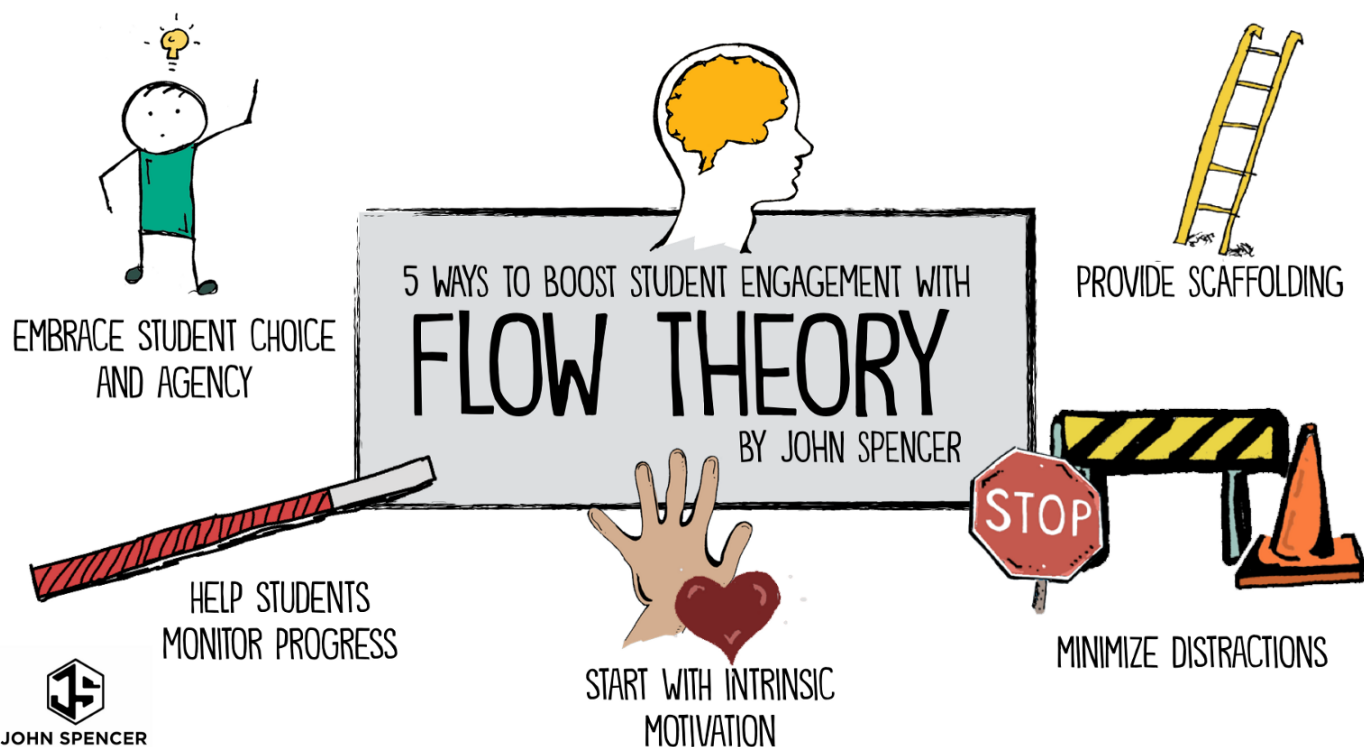 5 WAYS TO BOOST STUDENT ENGAGEMENT WITH
FLOW THEORY
BY JOHN SPENCER
EMBRACE STUDENT CHOICE
AND AGENCY
PROVIDE SCAFFOLDING
HELP STUDENTS
MONITOR PROGRESS
START WITH INTRINSIC
MOTIVATION
STOP
MINIMIZE DISTRACTIONS
JS
JOHN SPENCER